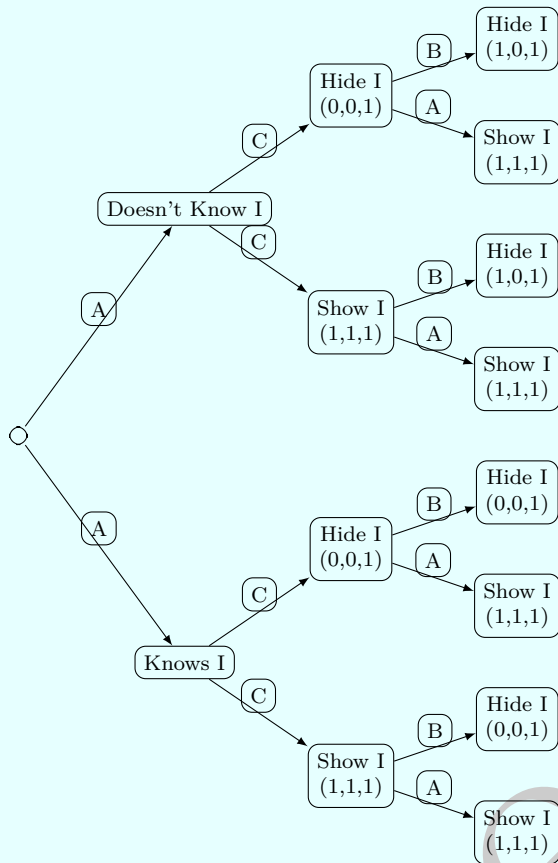 Hide I
(1,0,1)
B
Hide I
(0,0,1)
A
Show I
(1,1,1)
C
Doesn't Know I
C
Hide I
(1,0,1)
B
Show I
(1,1,1)
A
Show I
(1,1,1)
A
A
Hide I
(0,0,1)
B
Hide I
(0,0,1)
A
Show I
(1,1,1)
C
Knows I
C
Hide I
(0,0,1)
B
Show I
(1,1,1)
A
Show I
(1,1,1)